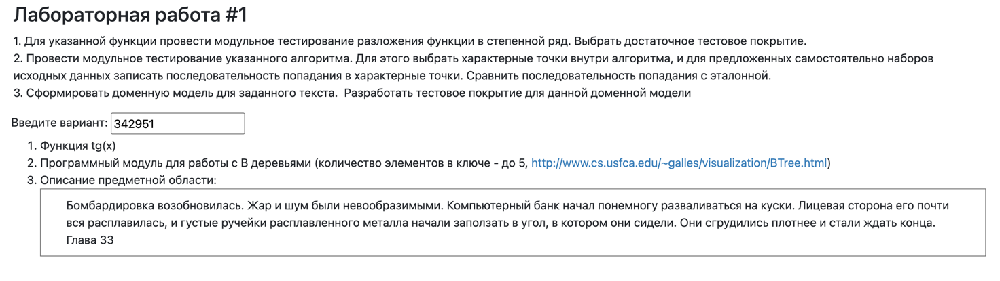 Лабораторная работа #1
1. Для указанной функции провести модульное тестирование разложения функции в степенной ряд. Выбрать достаточное тестовое покрытие.
2. Провести модульное тестирование указанного алгоритма. Для этого выбрать характерные точки внутри алгоритма, и для предложенных самостоятельно наборов
исходных данных записать последовательность попадания в характерные точки. Сравнить последовательность попадания с эталонной.
3. Сформировать доменную модель для заданного текста. Разработать тестовое покрытие для данной доменной модели
Введите вариант: 342951
1. Функция tg(x)
2. Программный модуль для работы с B деревьями (количество элементов в ключе - до 5, http://www.cs.usfca.edu/~galles/visualization/BTree.html)
3. Описание предметной области:
Бомбардировка возобновилась. Жар и шум были невообразимыми. Компьютерный банк начал понемногу разваливаться на куски. Лицевая сторона его почти
вся расплавилась, и густые ручейки расплавленного металла начали заползать в угол, в котором они сидели. Они сгрудились плотнее и стали ждать конца.
Глава 33